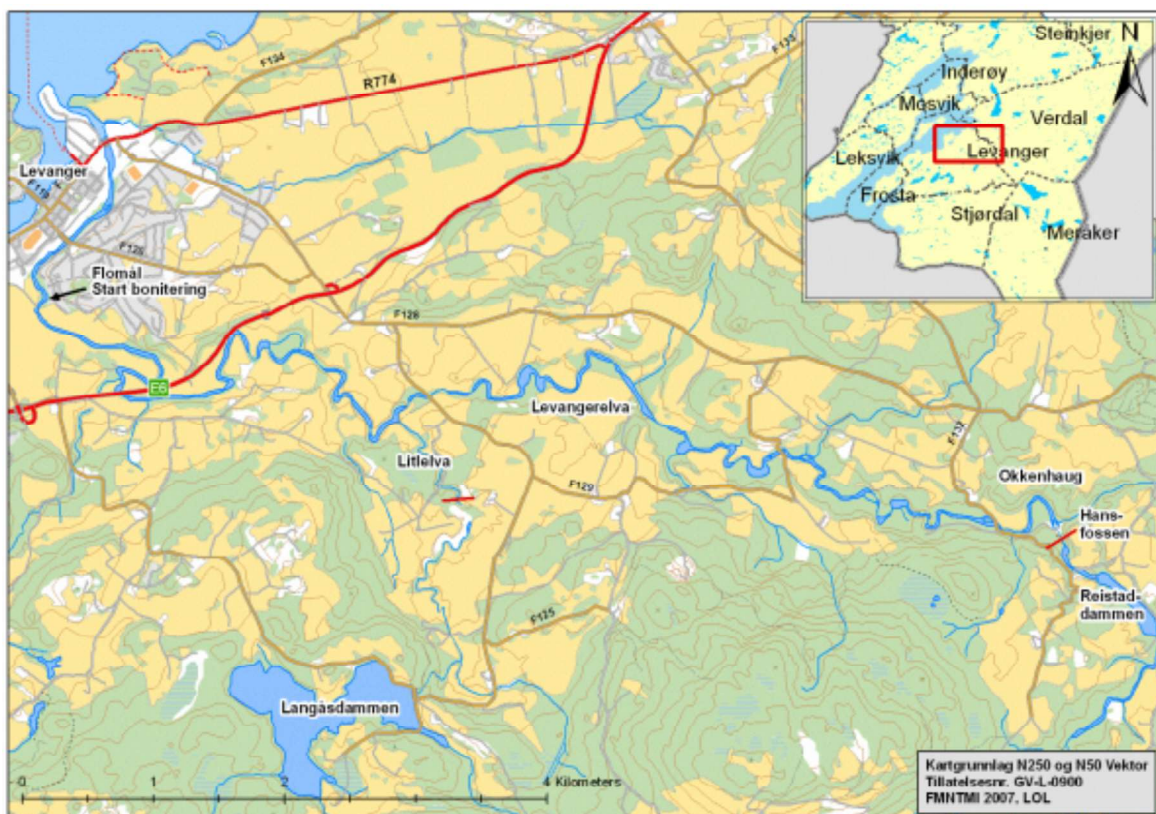 F134
F133
R774
Levanger
F119
F126
Flomål
Start bonitering
E6
F128
Levangerelva
Litlelva
F129
F132
Okkenhaug
Hans-
fossen
Reistad-
dammen
F125
Langåsdammen
0 1 2 4 Kilometers
Steinkjer
N
Inderøy
Mosvik
Verdal
Leksvik
Levanger
Frosta
Stjørdal
Meraker
Kartgrunnlag N250 og N50 Vektor
Tillatelsesnr. GV-L-0900
FMNTMI 2007, LOL